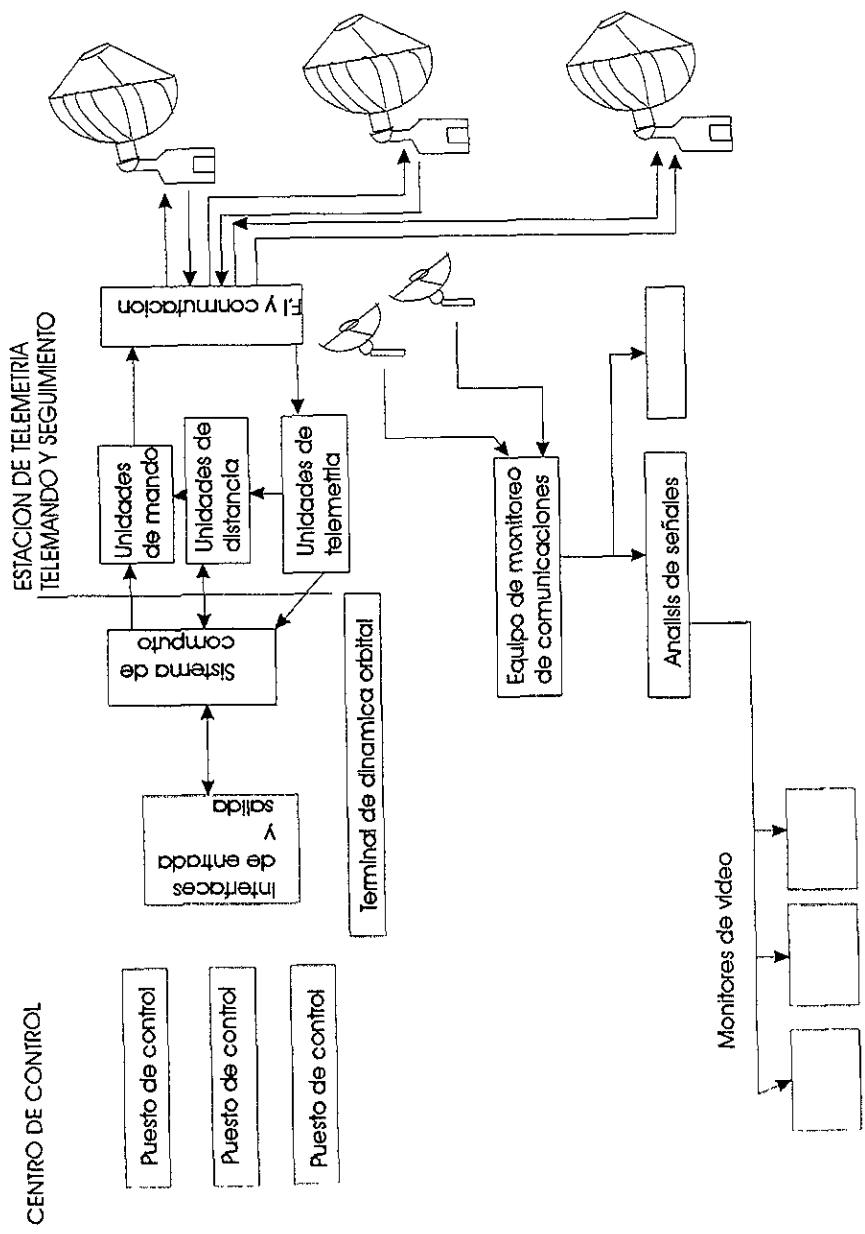 CENTRO DE CONTROL
ESTACION DE TELEMETRIA
TELEMANDO Y SEGUIMIENTO
Puesto de control
Puesto de control
Puesto de control
Interfaces
de entrada
y
salida
Sistema de
computo
Unidades
de mando
Unidades de
distancia
Unidades de
telemetria
F.I y conmutacion
Terminal de dinamica orbital
Equipo de monitoreo
de comunicaciones
Analisis de señales
Monitores de video